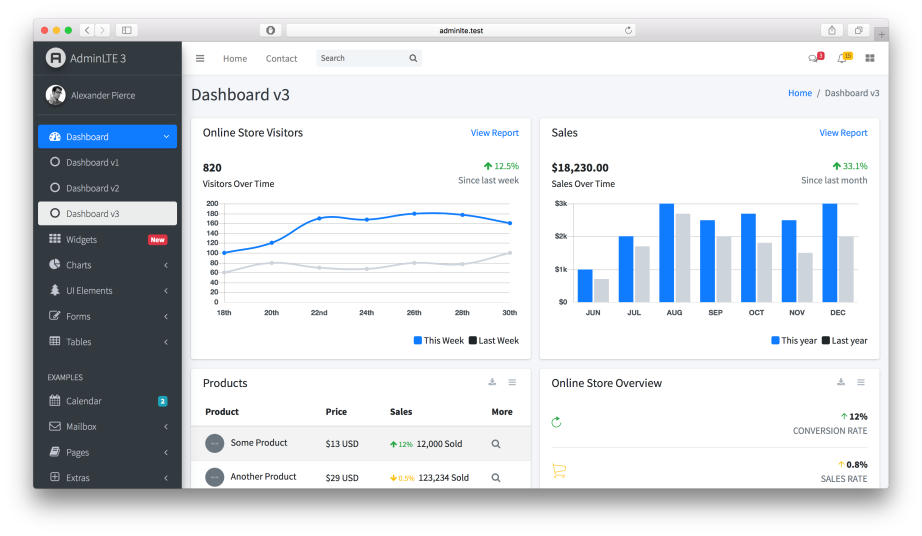 adminlte.test
AdminLTE 3
Home Contact Search
3 15
Alexander Pierce
Dashboard v3
Home / Dashboard v3
Dashboard
Dashboard v1
Dashboard v2
Dashboard v3
Widgets New
Charts
UI Elements
Forms
Tables
EXAMPLES
Calendar 2
Mailbox
Pages
Extras
Online Store Visitors View Report
820 12.5%
Visitors Over Time Since last week
200
180
160
140
120
100
80
60
40
20
0
18th 20th 22nd 24th 26th 28th 30th
This Week Last Week
Sales View Report
$18,230.00 33.1%
Sales Over Time Since last month
$3k
$2k
$1k
$0
JUN JUL AUG SEP OCT NOV DEC
This year Last year
Products
Product Price Sales More
Some Product $13 USD 12% 12,000 Sold
Another Product $29 USD 0.5% 123,234 Sold
Online Store Overview
12%
CONVERSION RATE
0.8%
SALES RATE